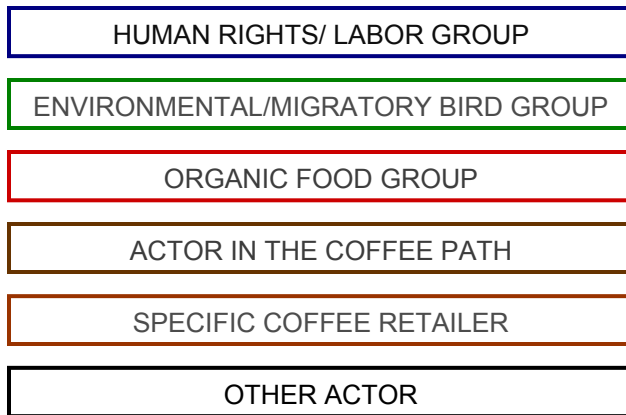 HUMAN RIGHTS/ LABOR GROUP
ENVIRONMENTAL/MIGRATORY BIRD GROUP
ORGANIC FOOD GROUP
ACTOR IN THE COFFEE PATH
SPECIFIC COFFEE RETAILER
OTHER ACTOR